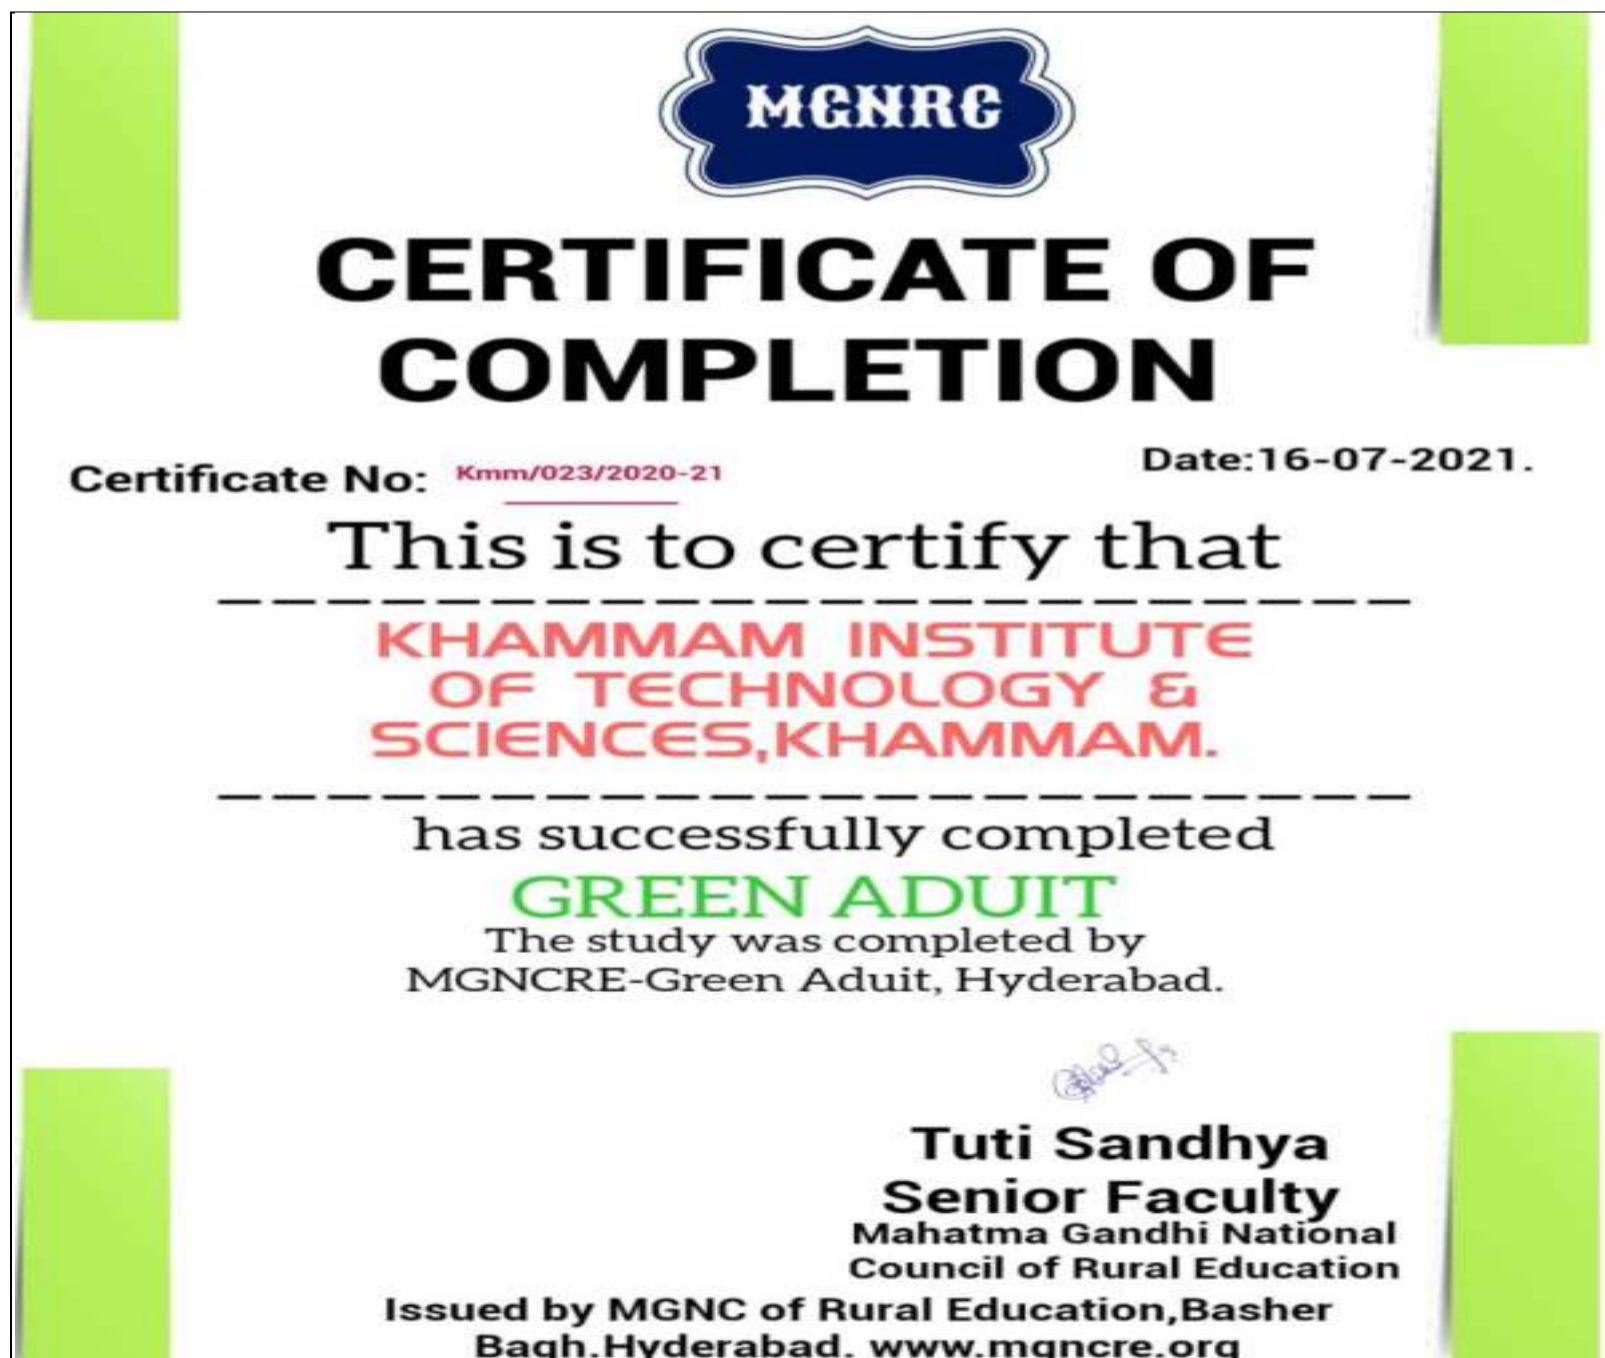 MGNRC
CERTIFICATE OF
COMPLETION
Certificate No: Kmm/023/2020-21
Date:16-07-2021.
This is to certify that
KHAMMAM INSTITUTE
OF TECHNOLOGY &
SCIENCES,KHAMMAM.
has successfully completed
GREEN ADUIT
The study was completed by
MGNCRE-Green Aduit, Hyderabad.
Tuti Sandhya
Senior Faculty
Mahatma Gandhi National
Council of Rural Education
Issued by MGNC of Rural Education,Basher
Bagh,Hyderabad. www.mgncre.org